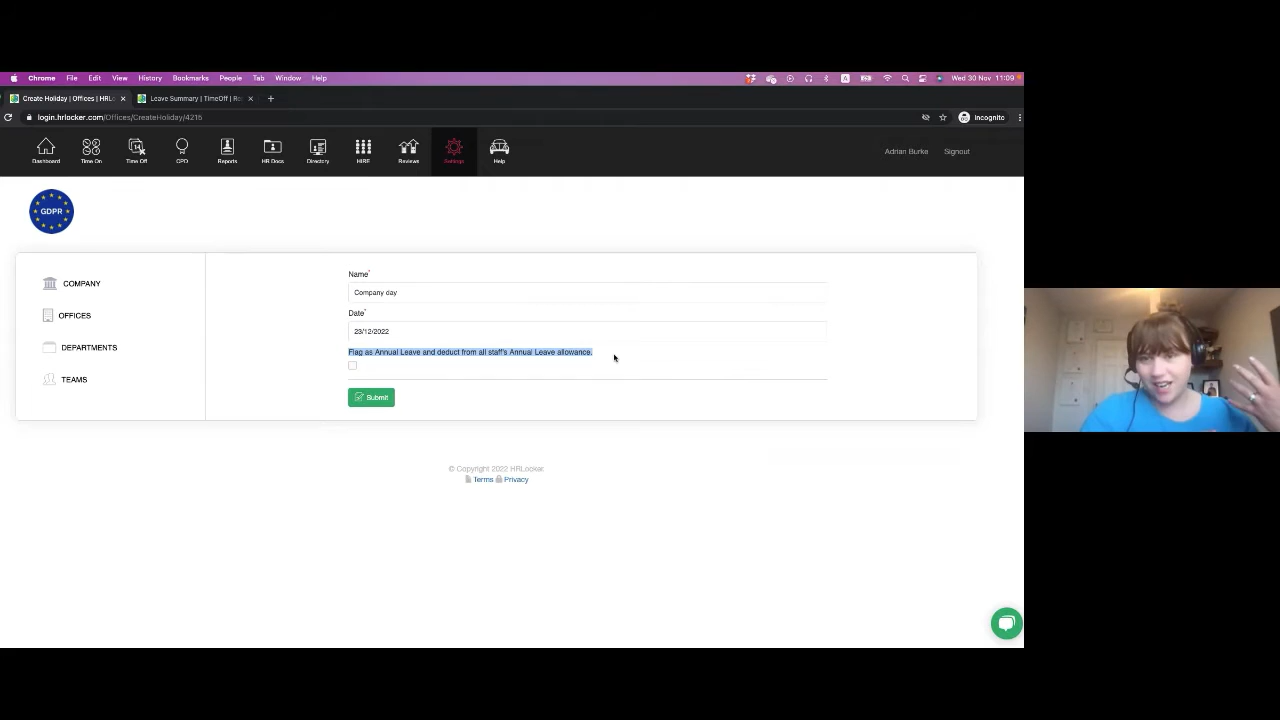 Chrome File Edit View History Bookmarks People Tab Window Help
Wed 30 Nov 11:09
Create Holiday | Offices | HRLo
Leave Summary | TimeOff | Re
login.hrlocker.com/Offices/CreateHoliday/4215
Incognito
Dashboard Time On Time Off CPD Reports HR Docs Directory HIRE Reviews Settings Help
Adrian Burke Signout
GDPR
COMPANY
OFFICES
DEPARTMENTS
TEAMS
Name*
Company day
Date*
23/12/2022
Flag as Annual Leave and deduct from all staff's Annual Leave allowance.
Submit
© Copyright 2022 HRLocker
Terms Privacy